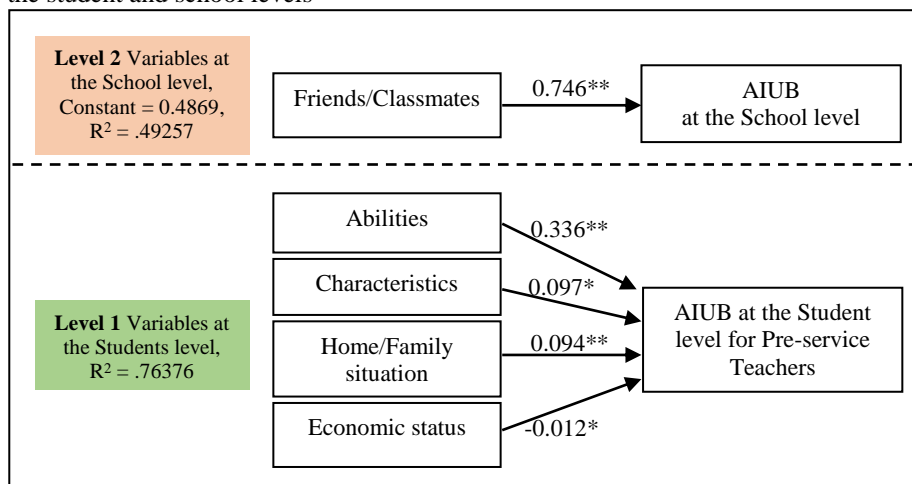 the student and school levels
Level 2 Variables at
the School level,
Constant = 0.4869,
R² = .49257
Friends/Classmates
0.746**
AIUB
at the School level
Level 1 Variables at
the Students level,
R² = .76376
Abilities
0.336**
Characteristics
0.097*
Home/Family
situation
0.094**
Economic status
-0.012*
AIUB at the Student
level for Pre-service
Teachers